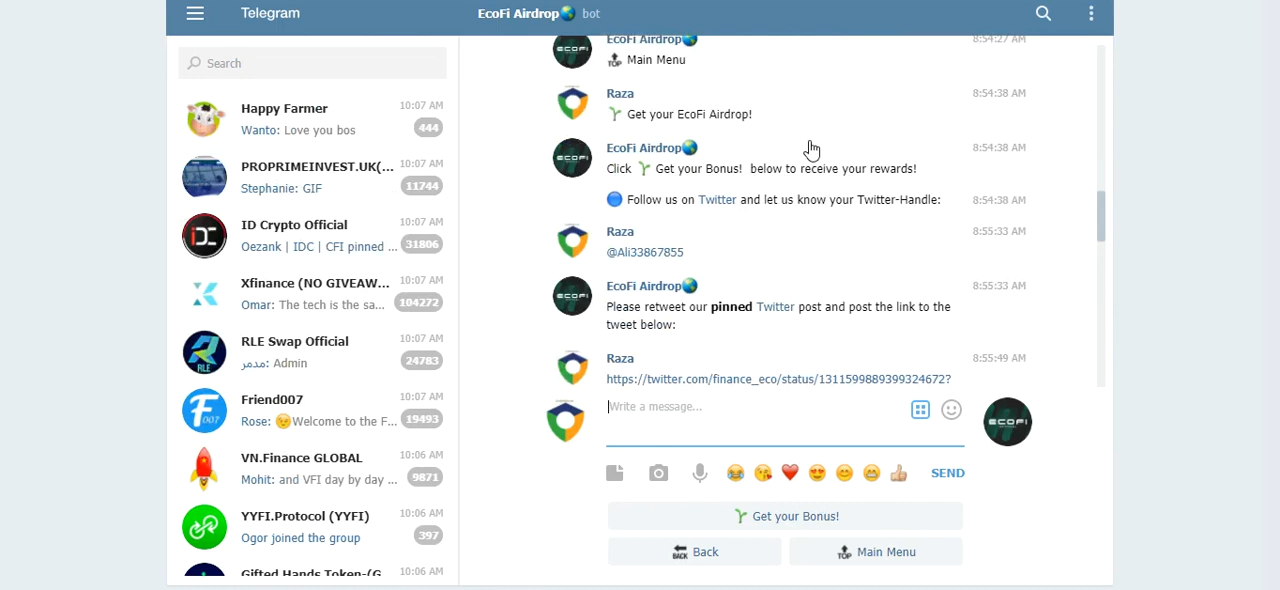 Telegram
EcoFi Airdrop🌏 bot
Search
Happy Farmer 10:07 AM
Wanto: Love you bos 444
PROPRIMEINVEST.UK(... 10:07 AM
Stephanie: GIF 11744
ID Crypto Official 10:07 AM
Oezank | IDC | CFI pinned ... 31806
Xfinance (NO GIVEAW... 10:07 AM
Omar: The tech is the sa... 104272
RLE Swap Official 10:07 AM
مدمر: Admin 24783
Friend007 10:07 AM
Rose: 😉Welcome to the F... 19493
VN.Finance GLOBAL 10:06 AM
Mohit: and VFI day by day ... 9871
YYFI.Protocol (YYFI) 10:06 AM
Ogor joined the group 397
Gifted Hands Token-(G 10:06 AM
EcoFi Airdrop🌏 8:54:27 AM
🔝 Main Menu
Raza 8:54:38 AM
🌱 Get your EcoFi Airdrop!
EcoFi Airdrop🌏 8:54:38 AM
Click 🌱 Get your Bonus! below to receive your rewards!
🔵 Follow us on Twitter and let us know your Twitter-Handle: 8:54:38 AM
Raza 8:55:33 AM
@Ali33867855
EcoFi Airdrop🌏 8:55:33 AM
Please retweet our pinned Twitter post and post the link to the
tweet below:
Raza 8:55:49 AM
https://twitter.com/finance_eco/status/1311599889399324672?
Write a message...
SEND
🌱 Get your Bonus!
🔙 Back
🔝 Main Menu